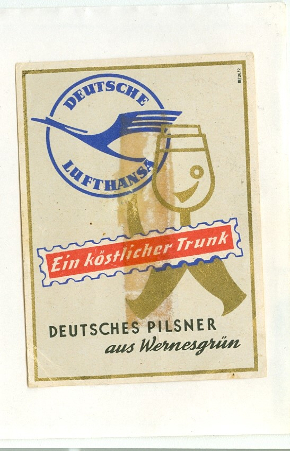 DEUTSCHE
LUFTHANSA
Ein köstlicher Trunk
DEUTSCHES PILSNER
aus Wernesgrün